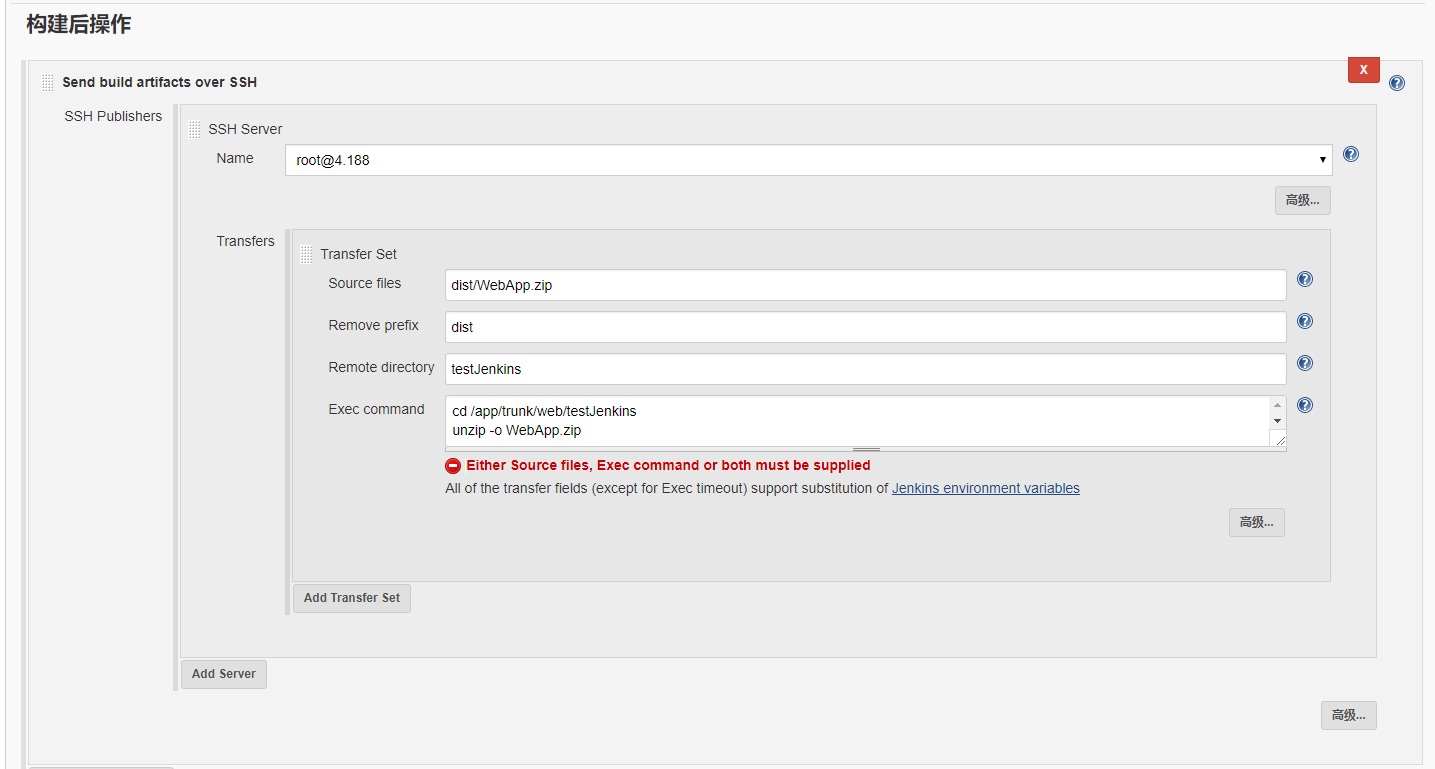 构建后操作
Send build artifacts over SSH
X
SSH Publishers
SSH Server
Name
root@4.188
高级...
Transfers
Transfer Set
Source files
dist/WebApp.zip
Remove prefix
dist
Remote directory
testJenkins
Exec command
cd /app/trunk/web/testJenkins
unzip -o WebApp.zip
Either Source files, Exec command or both must be supplied
All of the transfer fields (except for Exec timeout) support substitution of Jenkins environment variables
高级...
Add Transfer Set
Add Server
高级...